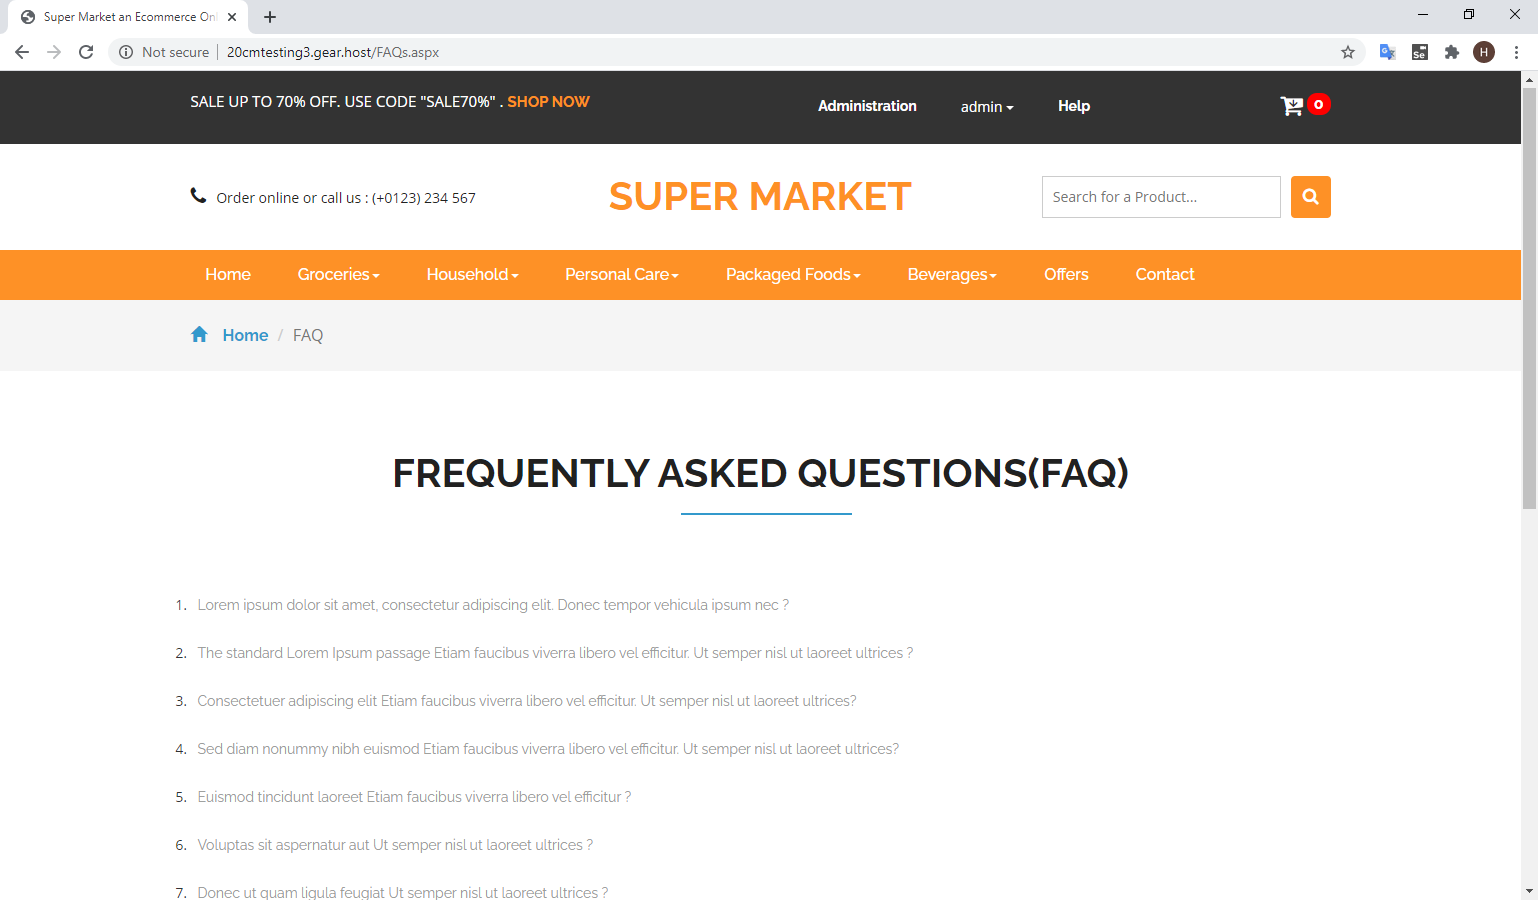 Super Market an Ecommerce Onl
Not secure
20cmtesting3.gear.host/FAQs.aspx
Se
H
SALE UP TO 70% OFF. USE CODE "SALE70%" . SHOP NOW
Administration
admin
Help
0
Order online or call us : (+0123) 234 567
SUPER MARKET
Search for a Product...
Home
Groceries
Household
Personal Care
Packaged Foods
Beverages
Offers
Contact
Home / FAQ
FREQUENTLY ASKED QUESTIONS(FAQ)
1. Lorem ipsum dolor sit amet, consectetur adipiscing elit. Donec tempor vehicula ipsum nec ?
2. The standard Lorem Ipsum passage Etiam faucibus viverra libero vel efficitur. Ut semper nisl ut laoreet ultrices ?
3. Consectetuer adipiscing elit Etiam faucibus viverra libero vel efficitur. Ut semper nisl ut laoreet ultrices?
4. Sed diam nonummy nibh euismod Etiam faucibus viverra libero vel efficitur. Ut semper nisl ut laoreet ultrices?
5. Euismod tincidunt laoreet Etiam faucibus viverra libero vel efficitur ?
6. Voluptas sit aspernatur aut Ut semper nisl ut laoreet ultrices ?
7. Donec ut quam ligula feugiat Ut semper nisl ut laoreet ultrices ?